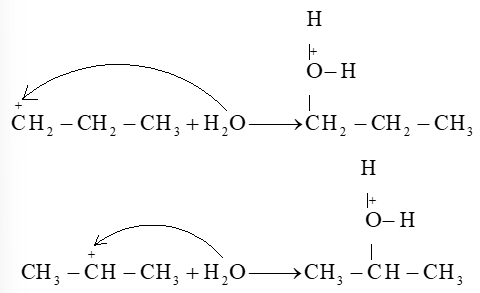 H
|+
O–H
|
+
CH₂ – CH₂ – CH₃ + H₂O ⟶ CH₂ – CH₂ – CH₃
H
|+
O–H
|
+
CH₃ – CH – CH₃ + H₂O ⟶ CH₃ – CH – CH₃